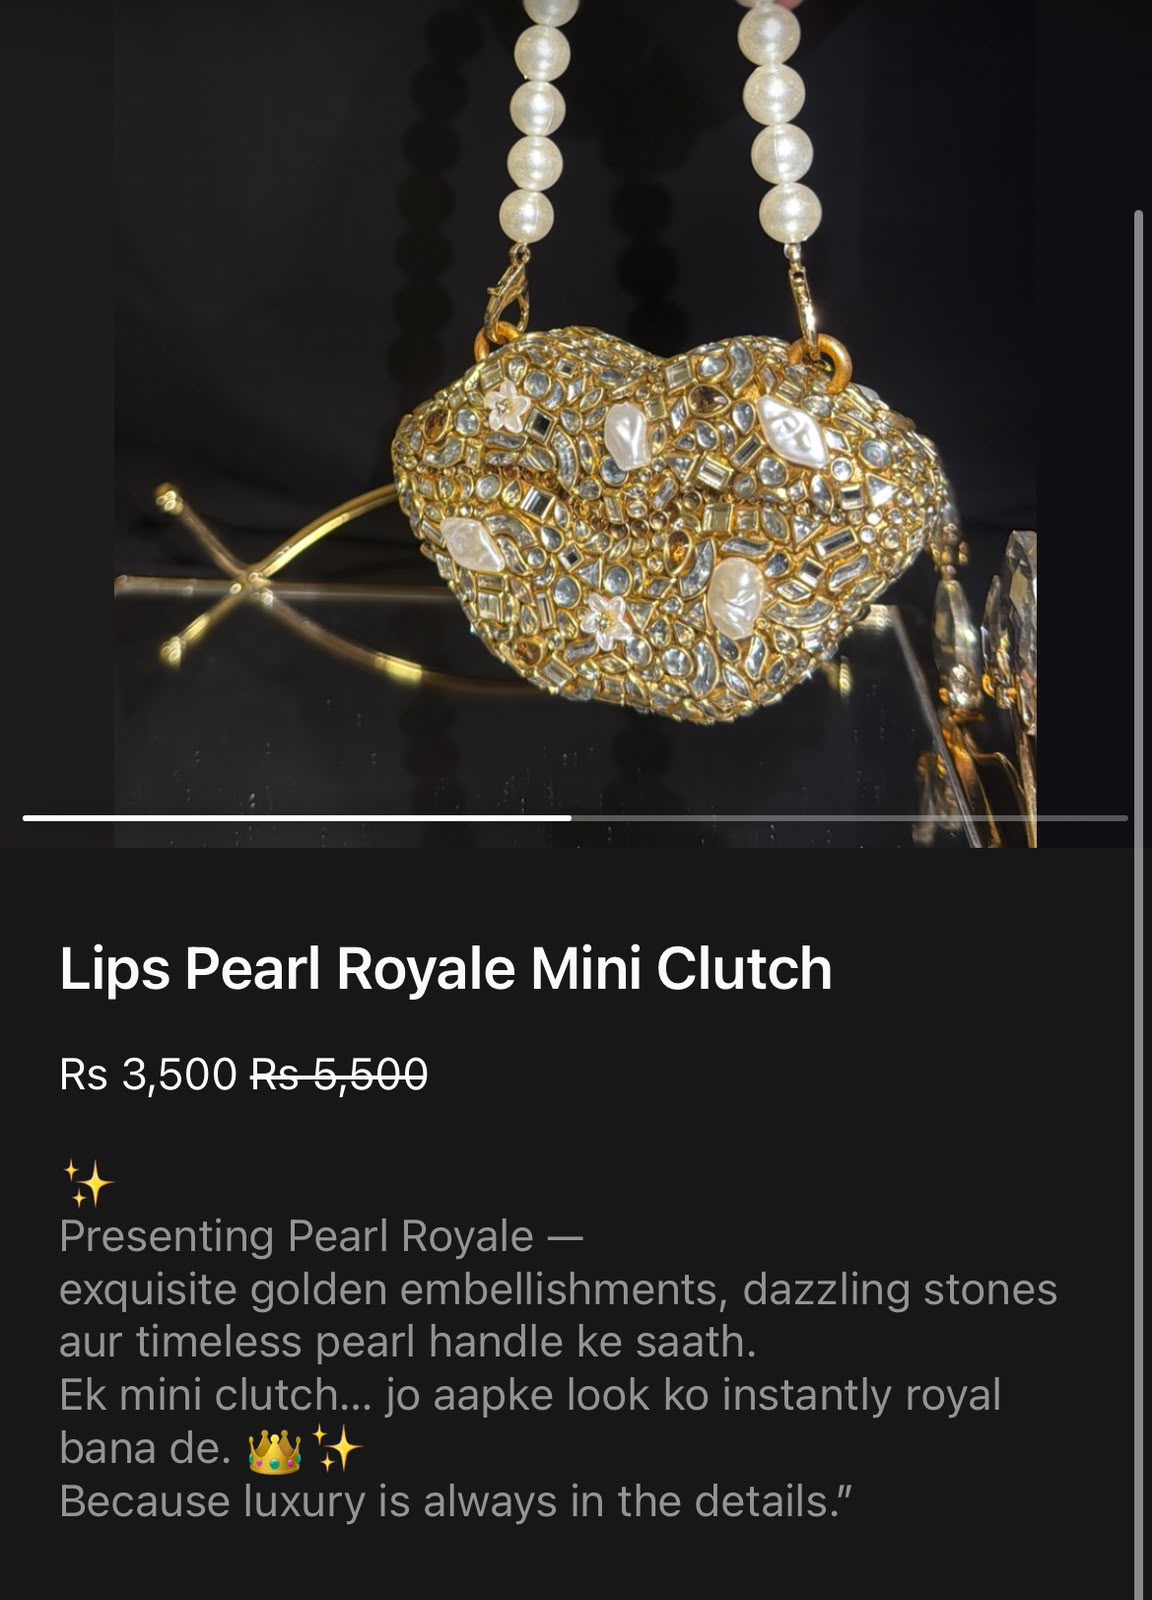 Lips Pearl Royale Mini Clutch
Rs 3,500 Rs 5,500
✨
Presenting Pearl Royale —
exquisite golden embellishments, dazzling stones
aur timeless pearl handle ke saath.
Ek mini clutch... jo aapke look ko instantly royal
bana de. 👑✨
Because luxury is always in the details.”